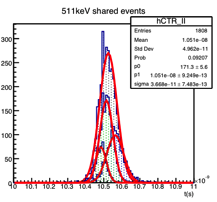 511keV shared events
hCTR_II
Entries 1808
Mean 1.051e-08
Std Dev 4.962e-11
Prob 0.09207
p0 171.3 ± 5.6
p1 1.051e-08 ± 9.249e-13
sigma 3.668e-11 ± 7.483e-13
300
250
200
150
100
50
0
10 10.1 10.2 10.3 10.4 10.5 10.6 10.7 10.8 10.9 11
t(s)